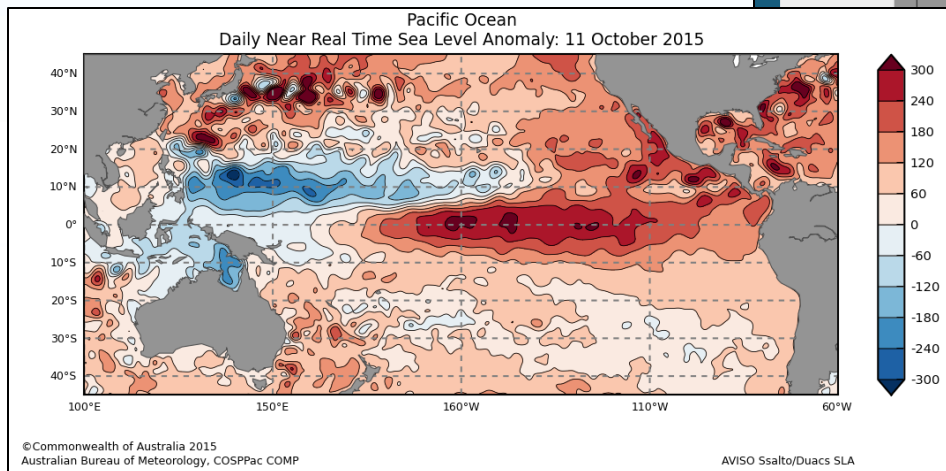 Pacific Ocean
Daily Near Real Time Sea Level Anomaly: 11 October 2015
40°N
30°N
20°N
10°N
0°
10°S
20°S
30°S
40°S
100°E
150°E
160°W
110°W
60°W
300
240
180
120
60
0
-60
-120
-180
-240
-300
©Commonwealth of Australia 2015
Australian Bureau of Meteorology, COSPPac COMP
AVISO Ssalto/Duacs SLA